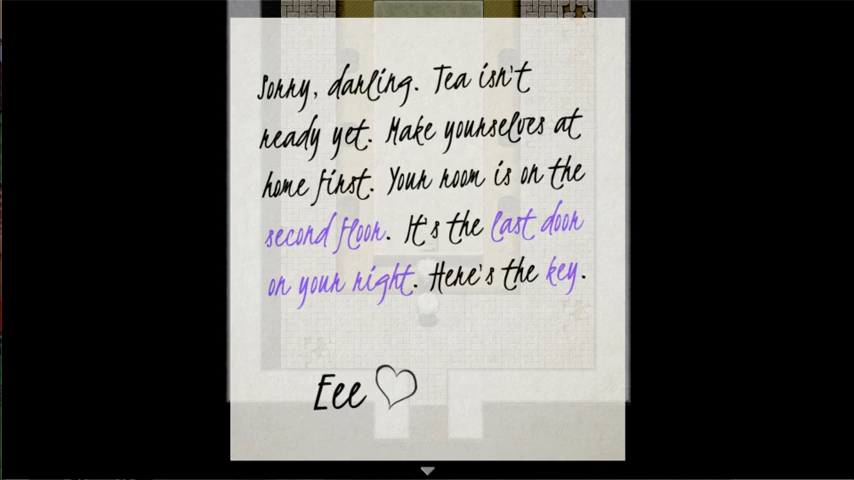 Sorry, darling. Tea isn't
ready yet. Make yourselves at
home first. Your room is on the
second floor. It's the last door
on your right. Here's the key.
Eee